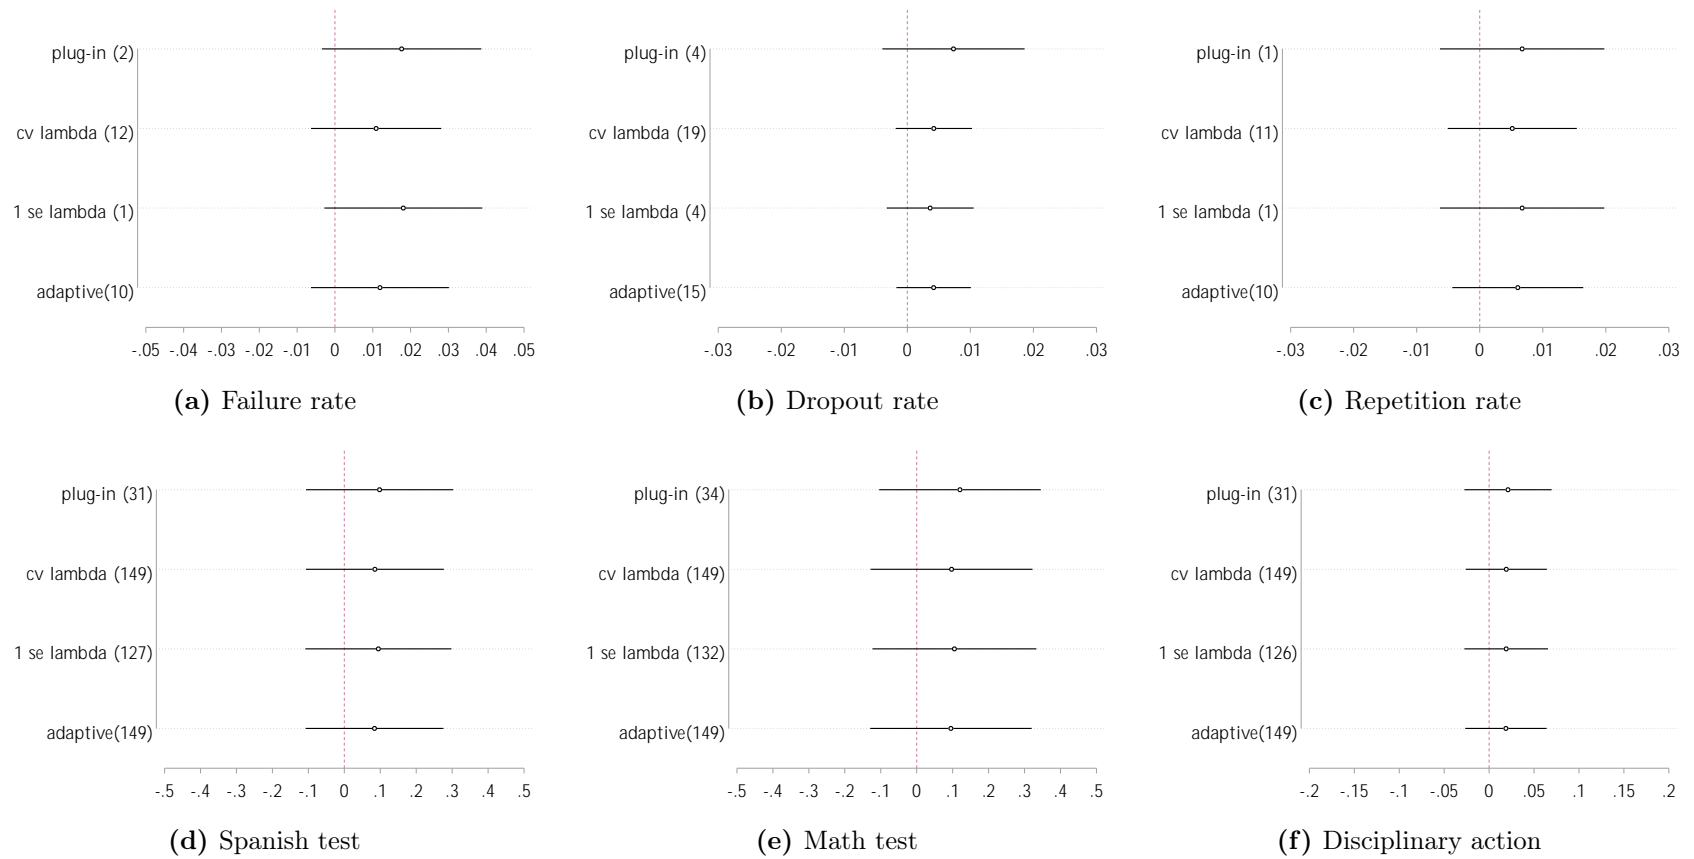 plug-in (2)
cv lambda (12)
1 se lambda (1)
adaptive(10)
-.05 -.04 -.03 -.02 -.01 0 .01 .02 .03 .04 .05
(a) Failure rate
plug-in (4)
cv lambda (19)
1 se lambda (4)
adaptive(15)
-.03 -.02 -.01 0 .01 .02 .03
(b) Dropout rate
plug-in (1)
cv lambda (11)
1 se lambda (1)
adaptive(10)
-.03 -.02 -.01 0 .01 .02 .03
(c) Repetition rate
plug-in (31)
cv lambda (149)
1 se lambda (127)
adaptive(149)
-.5 -.4 -.3 -.2 -.1 0 .1 .2 .3 .4 .5
(d) Spanish test
plug-in (34)
cv lambda (149)
1 se lambda (132)
adaptive(149)
-.5 -.4 -.3 -.2 -.1 0 .1 .2 .3 .4 .5
(e) Math test
plug-in (31)
cv lambda (149)
1 se lambda (126)
adaptive(149)
-.2 -.15 -.1 -.05 0 .05 .1 .15 .2
(f) Disciplinary action